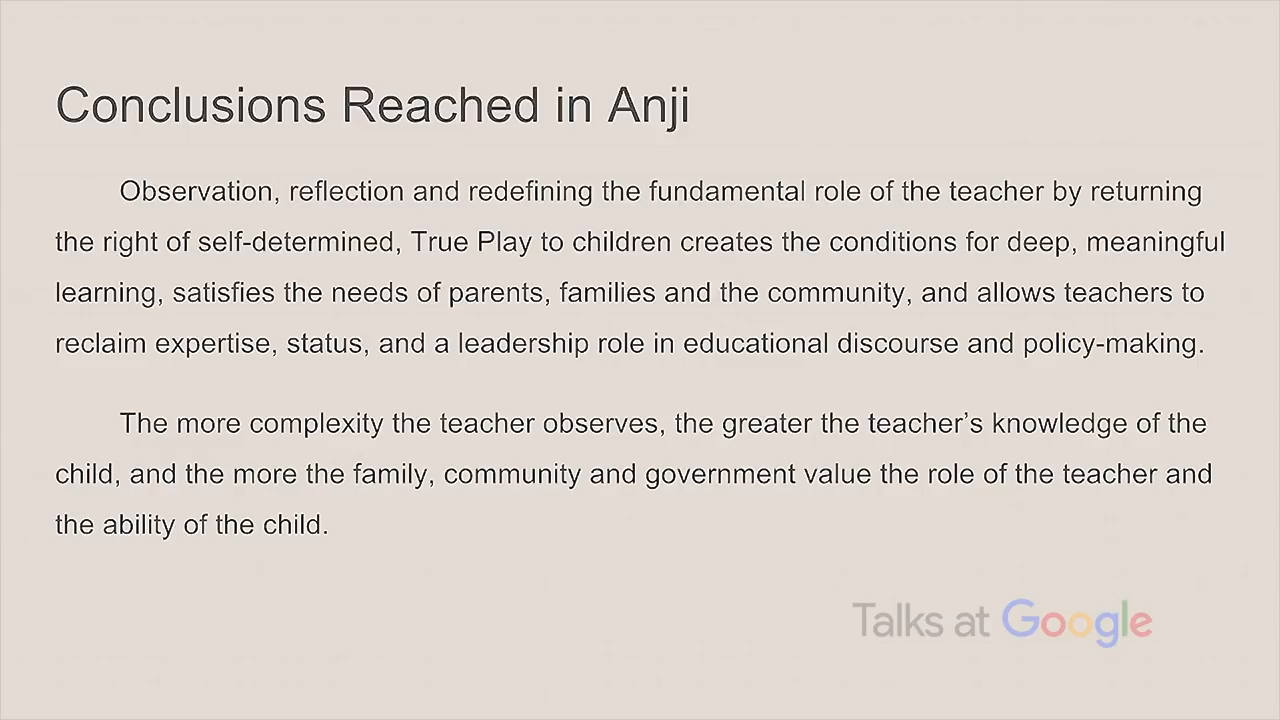 Conclusions Reached in Anji
Observation, reflection and redefining the fundamental role of the teacher by returning
the right of self-determined, True Play to children creates the conditions for deep, meaningful
learning, satisfies the needs of parents, families and the community, and allows teachers to
reclaim expertise, status, and a leadership role in educational discourse and policy-making.
The more complexity the teacher observes, the greater the teacher’s knowledge of the
child, and the more the family, community and government value the role of the teacher and
the ability of the child.
Talks at Google